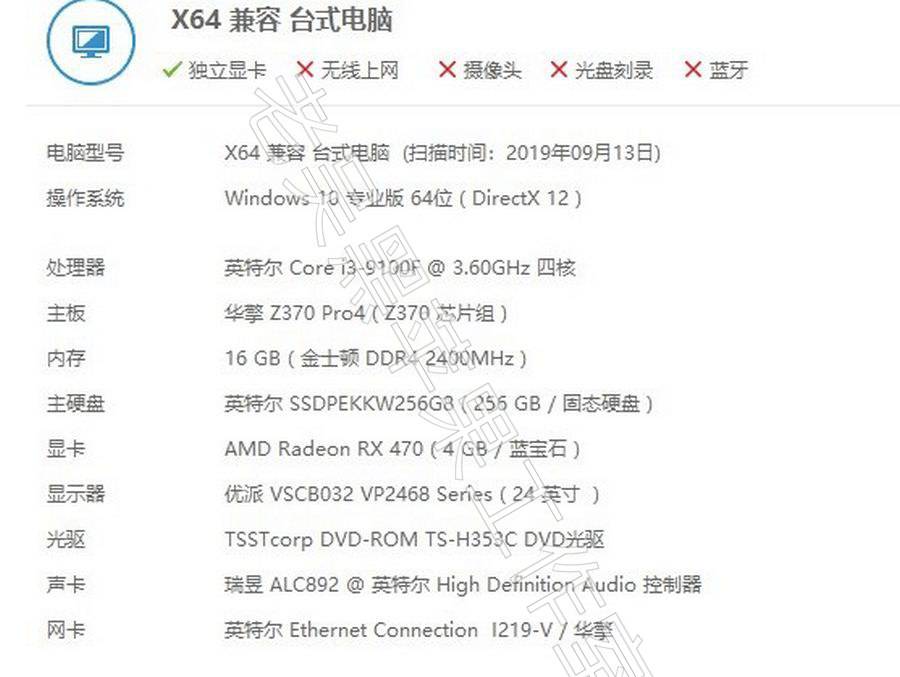 X64 兼容 台式电脑
独立显卡 无线上网 摄像头 光盘刻录 蓝牙
电脑型号 X64 兼容 台式电脑 (扫描时间：2019年09月13日)
操作系统 Windows 10 专业版 64位 ( DirectX 12 )
处理器 英特尔 Core i3-9100F @ 3.60GHz 四核
主板 华擎 Z370 Pro4 ( Z370 芯片组 )
内存 16 GB ( 金士顿 DDR4 2400MHz )
主硬盘 英特尔 SSDPEKKW256G8 ( 256 GB / 固态硬盘 )
显卡 AMD Radeon RX 470 ( 4 GB / 蓝宝石 )
显示器 优派 VSCB032 VP2468 Series ( 24 英寸 )
光驱 TSSTcorp DVD-ROM TS-H353C DVD光驱
声卡 瑞昱 ALC892 @ 英特尔 High Definition Audio 控制器
网卡 英特尔 Ethernet Connection I219-V / 华擎
老吴黑苹果工作室